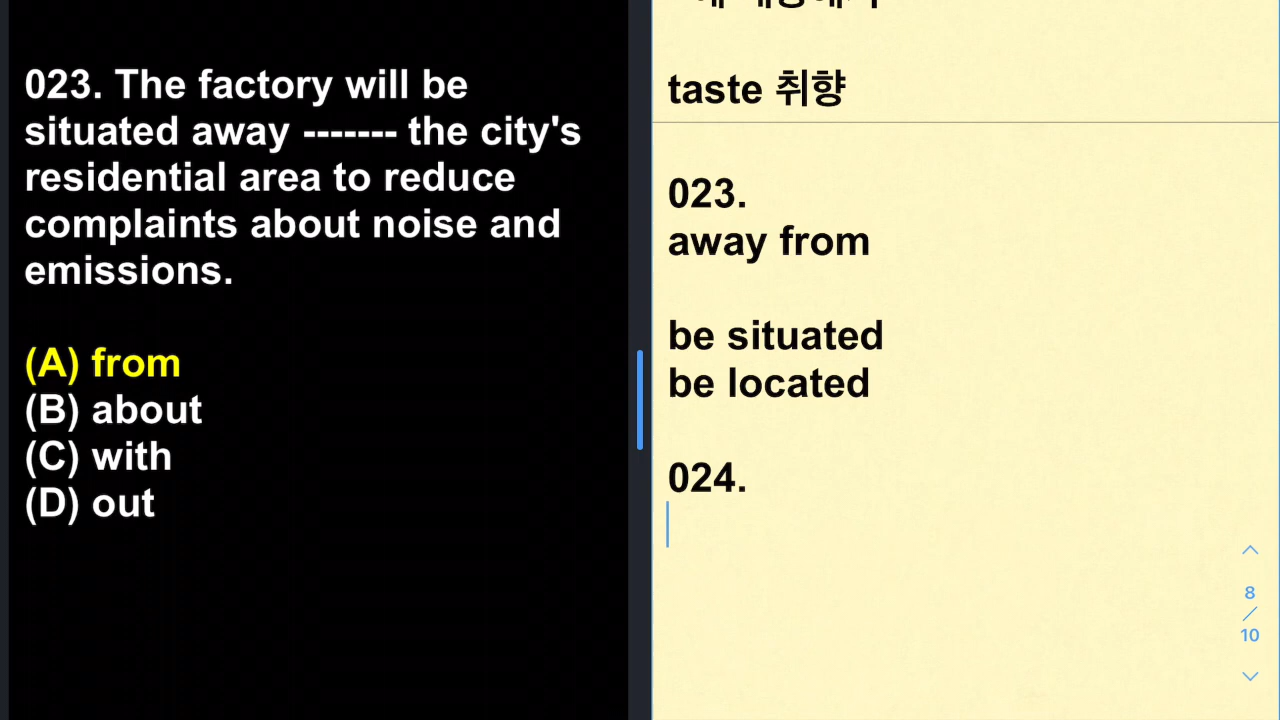 023. The factory will be
situated away ------- the city's
residential area to reduce
complaints about noise and
emissions.
(A) from
(B) about
(C) with
(D) out
taste 취향
023.
away from
be situated
be located
024.
8
/
10